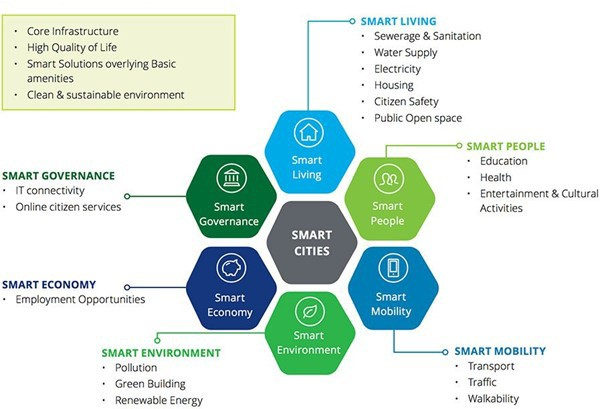 • Core Infrastructure
• High Quality of Life
• Smart Solutions overlying Basic
amenities
• Clean & sustainable environment
SMART LIVING
• Sewerage & Sanitation
• Water Supply
• Electricity
• Housing
• Citizen Safety
• Public Open space
SMART PEOPLE
• Education
• Health
• Entertainment & Cultural
Activities
SMART GOVERNANCE
• IT connectivity
• Online citizen services
Smart
Living
Smart
Governance
Smart
People
SMART
CITIES
Smart
Economy
Smart
Mobility
Smart
Environment
SMART ECONOMY
• Employment Opportunities
SMART ENVIRONMENT
• Pollution
• Green Building
• Renewable Energy
SMART MOBILITY
• Transport
• Traffic
• Walkability